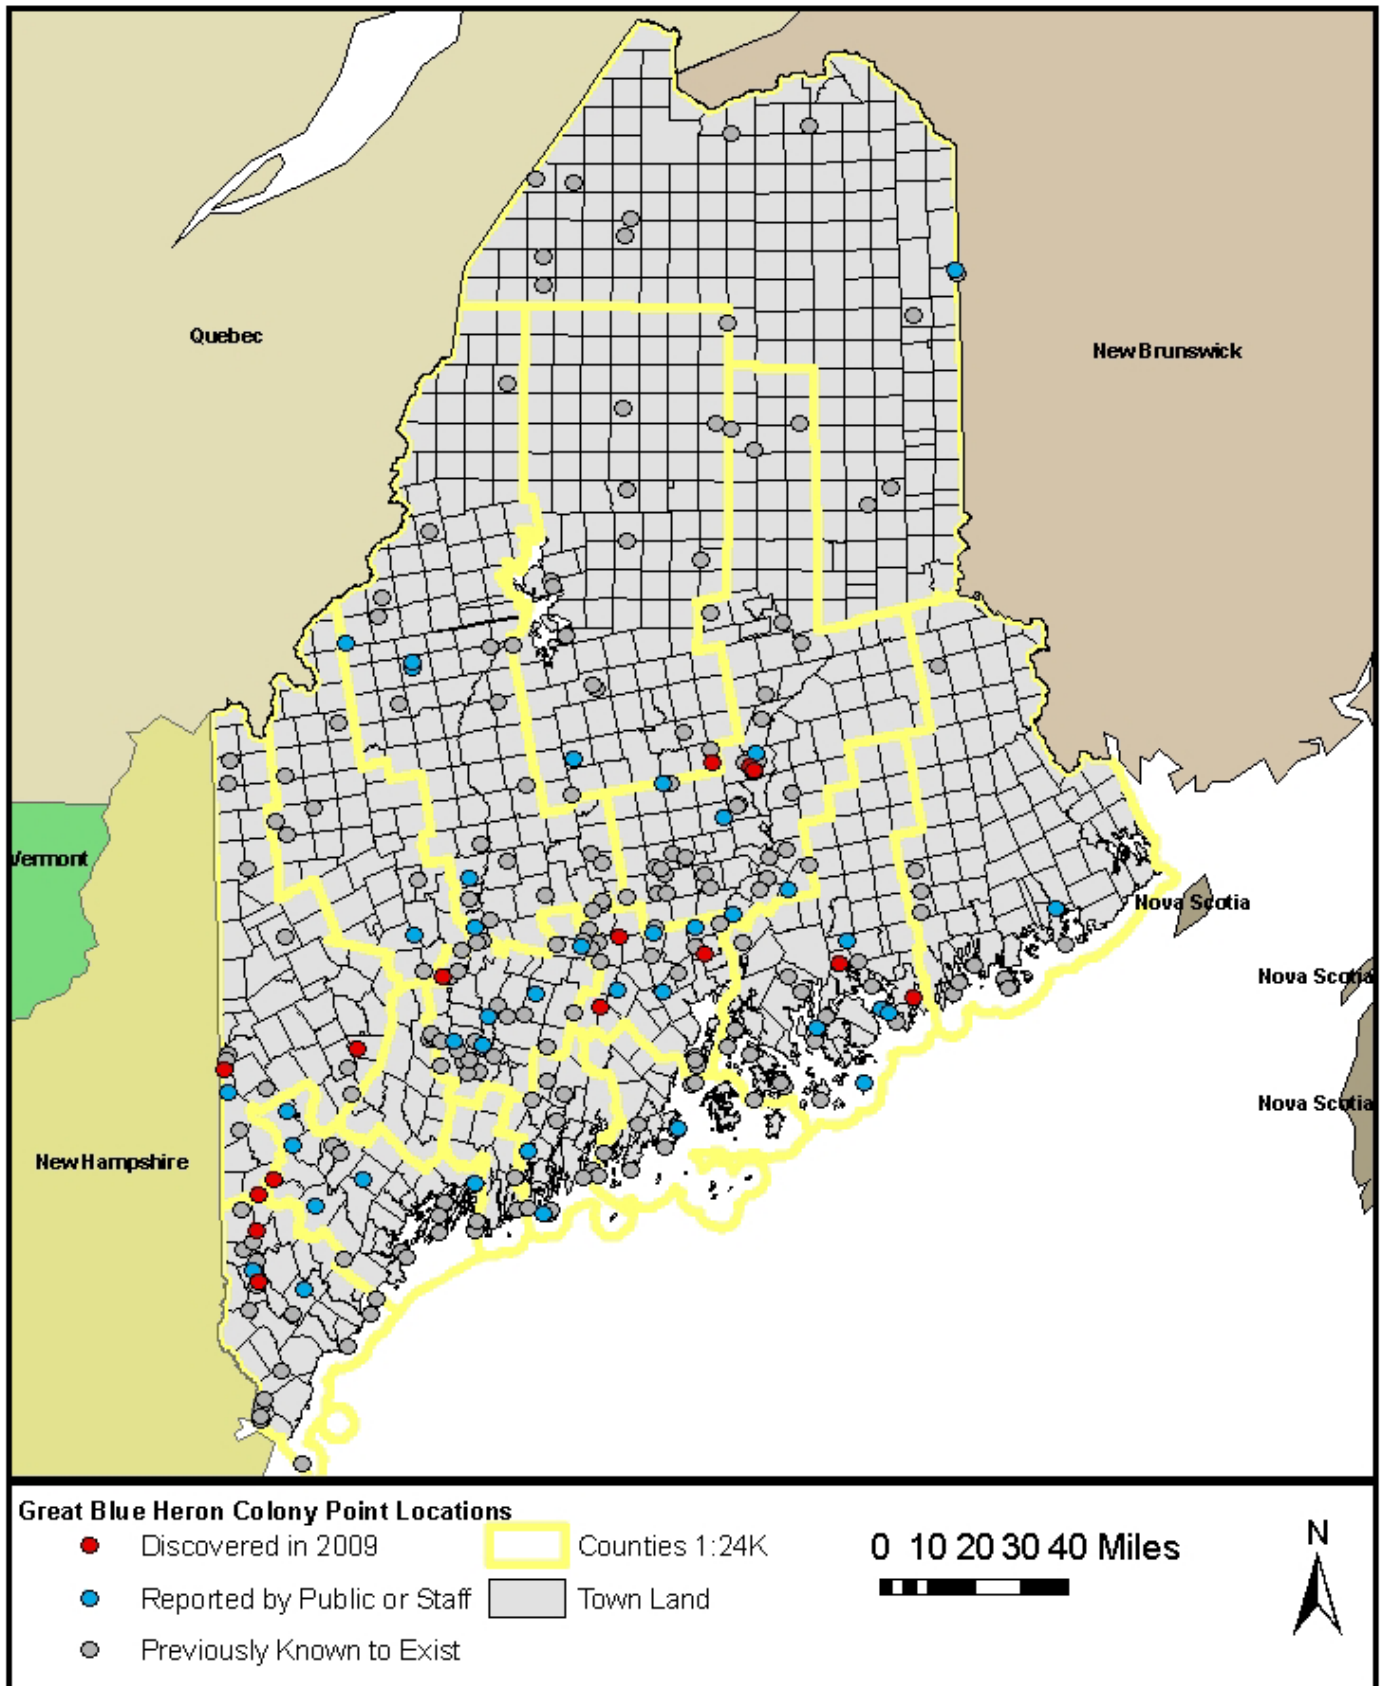 Quebec
New Brunswick
Vermont
Nova Scotia
Nova Scotia
Nova Scotia
New Hampshire
Great Blue Heron Colony Point Locations
Discovered in 2009
Counties 1:24K
0 10 20 30 40 Miles
N
Reported by Public or Staff
Town Land
Previously Known to Exist